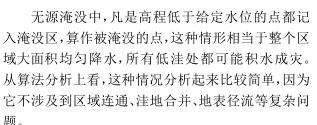 无源淹没中，凡是高程低于给定水位的点都记
入淹没区，算作被淹没的点，这种情形相当于整个区
域大面积均匀降水，所有低洼处都可能积水成灾。
从算法分析上看，这种情况分析起来比较简单，因为
它不涉及到区域连通、洼地合并、地表径流等复杂问
题。